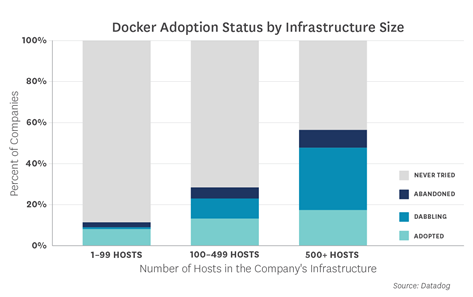 Docker Adoption Status by Infrastructure Size
100%
80%
60%
40%
20%
0%
Percent of Companies
NEVER TRIED
ABANDONED
DABBLING
ADOPTED
1–99 HOSTS
100–499 HOSTS
500+ HOSTS
Number of Hosts in the Company's Infrastructure
Source: Datadog